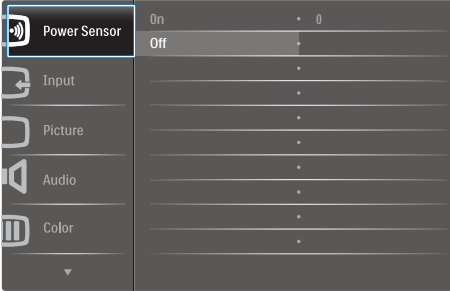 Power Sensor
Input
Picture
Audio
Color
▼
On • 0
Off •
•
•
•
•
•
•
•
•